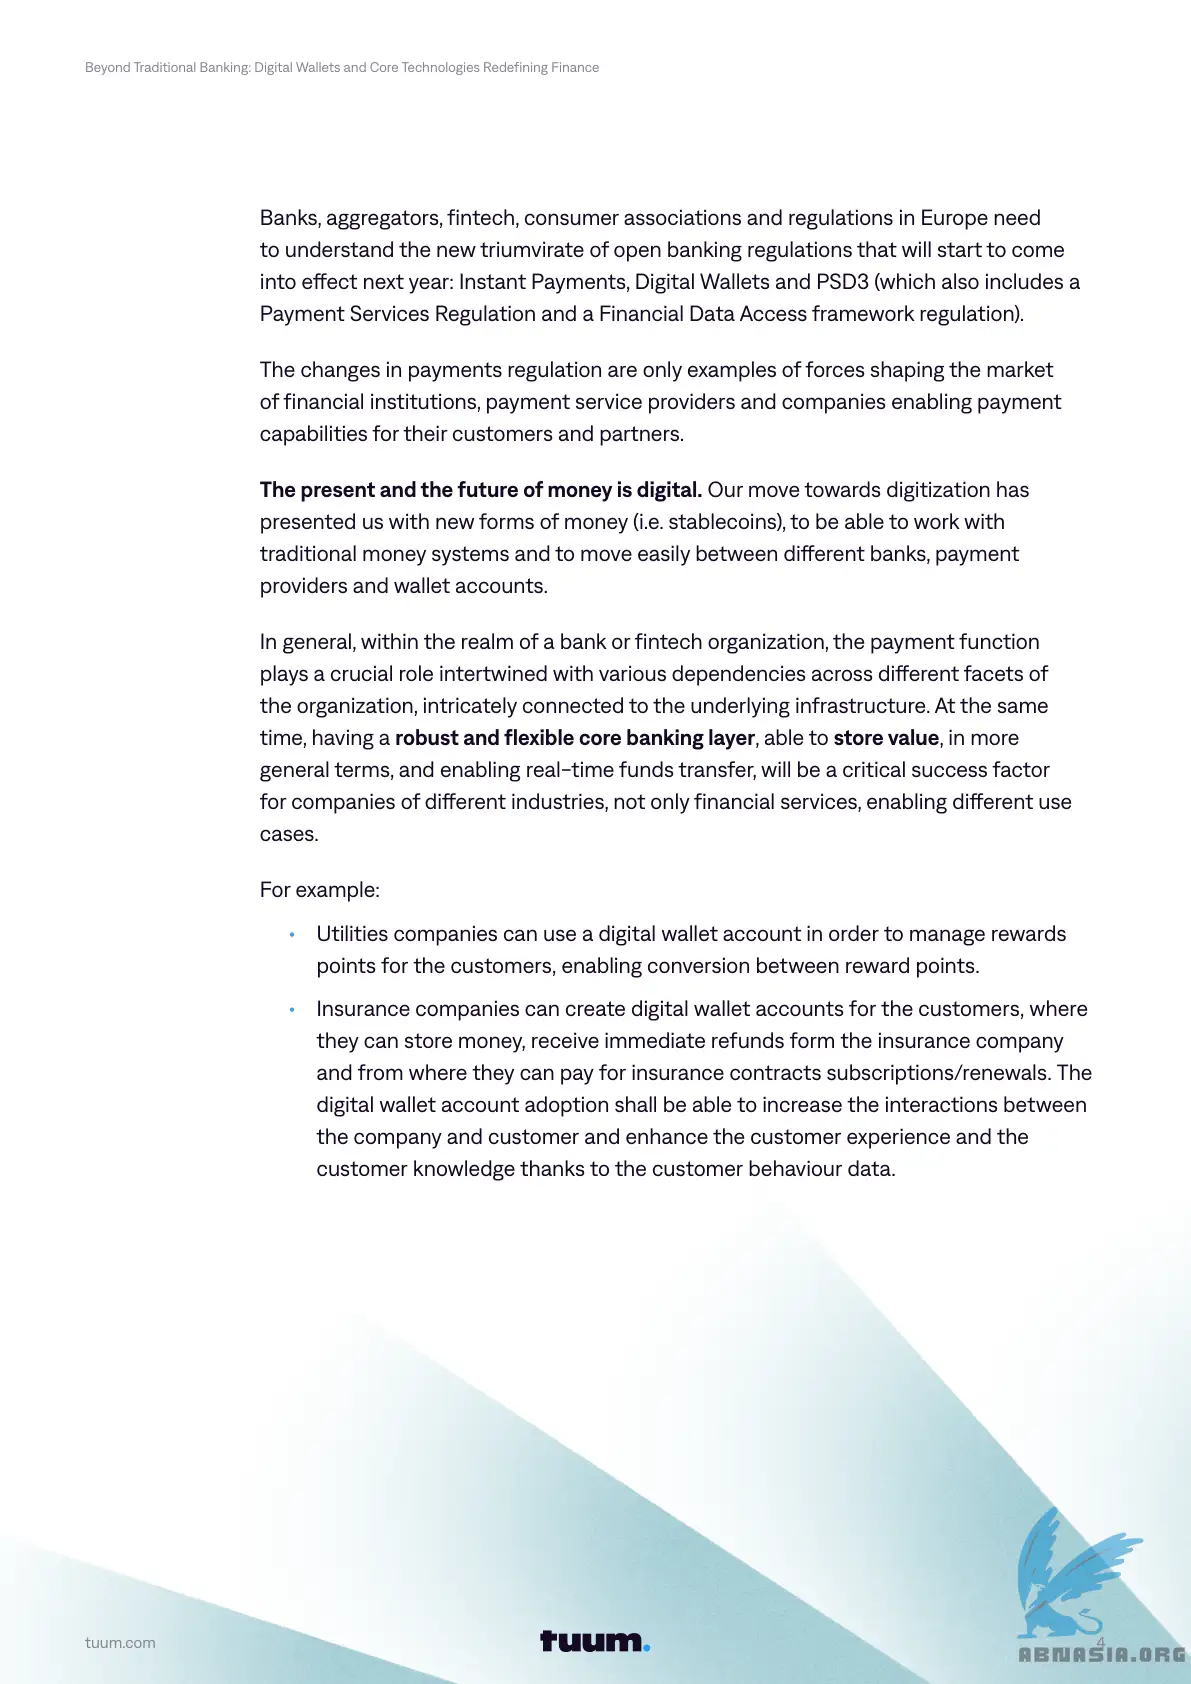 Beyond Traditional Banking: Digital Wallets and Core Technologies Redefining Finance
Banks, aggregators, fintech, consumer associations and regulations in Europe need
to understand the new triumvirate of open banking regulations that will start to come
into effect next year: Instant Payments, Digital Wallets and PSD3 (which also includes a
Payment Services Regulation and a Financial Data Access framework regulation).
The changes in payments regulation are only examples of forces shaping the market
of financial institutions, payment service providers and companies enabling payment
capabilities for their customers and partners.
The present and the future of money is digital. Our move towards digitization has
presented us with new forms of money (i.e. stablecoins), to be able to work with
traditional money systems and to move easily between different banks, payment
providers and wallet accounts.
In general, within the realm of a bank or fintech organization, the payment function
plays a crucial role intertwined with various dependencies across different facets of
the organization, intricately connected to the underlying infrastructure. At the same
time, having a robust and flexible core banking layer, able to store value, in more
general terms, and enabling real-time funds transfer, will be a critical success factor
for companies of different industries, not only financial services, enabling different use
cases.
For example:
• Utilities companies can use a digital wallet account in order to manage rewards
points for the customers, enabling conversion between reward points.
• Insurance companies can create digital wallet accounts for the customers, where
they can store money, receive immediate refunds form the insurance company
and from where they can pay for insurance contracts subscriptions/renewals. The
digital wallet account adoption shall be able to increase the interactions between
the company and customer and enhance the customer experience and the
customer knowledge thanks to the customer behaviour data.
tuum.com
tuum.
4
ABNASIA.ORG